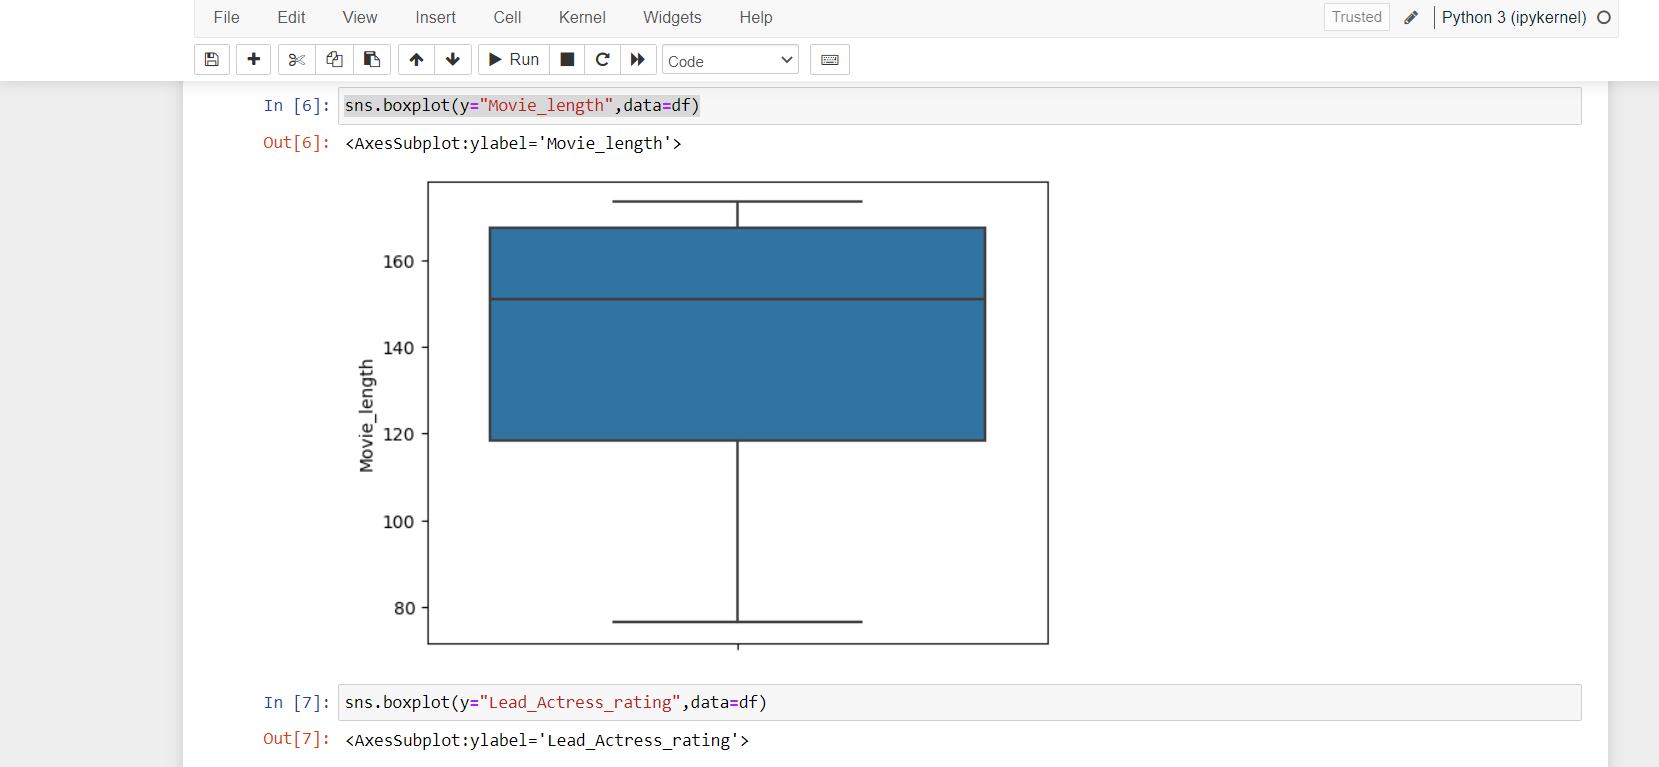 File Edit View Insert Cell Kernel Widgets Help Trusted Python 3 (ipykernel)
Run Code
In [6]: sns.boxplot(y="Movie_length",data=df)
Out[6]: <AxesSubplot:ylabel='Movie_length'>
160
140
Movie_length
120
100
80
In [7]: sns.boxplot(y="Lead_Actress_rating",data=df)
Out[7]: <AxesSubplot:ylabel='Lead_Actress_rating'>